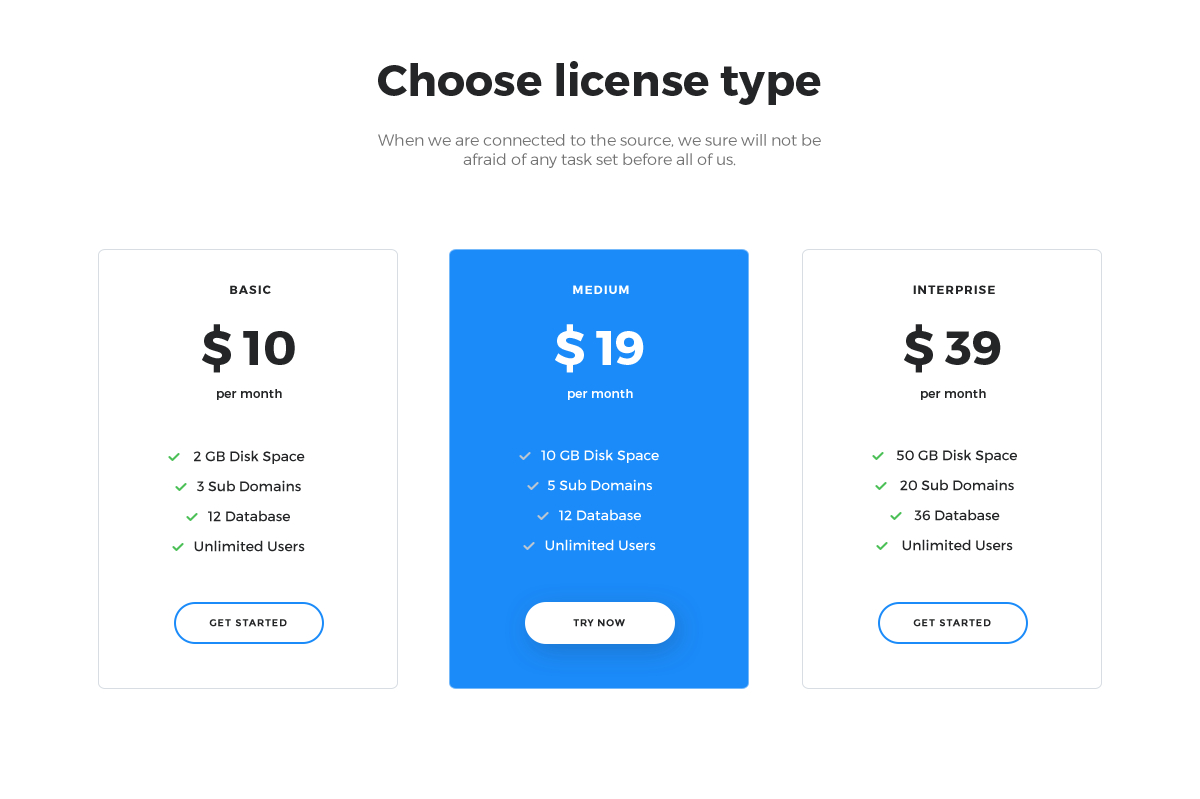 Choose license type
When we are connected to the source, we sure will not be
afraid of any task set before all of us.
BASIC
$ 10
per month
2 GB Disk Space
3 Sub Domains
12 Database
Unlimited Users
GET STARTED
MEDIUM
$ 19
per month
10 GB Disk Space
5 Sub Domains
12 Database
Unlimited Users
TRY NOW
INTERPRISE
$ 39
per month
50 GB Disk Space
20 Sub Domains
36 Database
Unlimited Users
GET STARTED